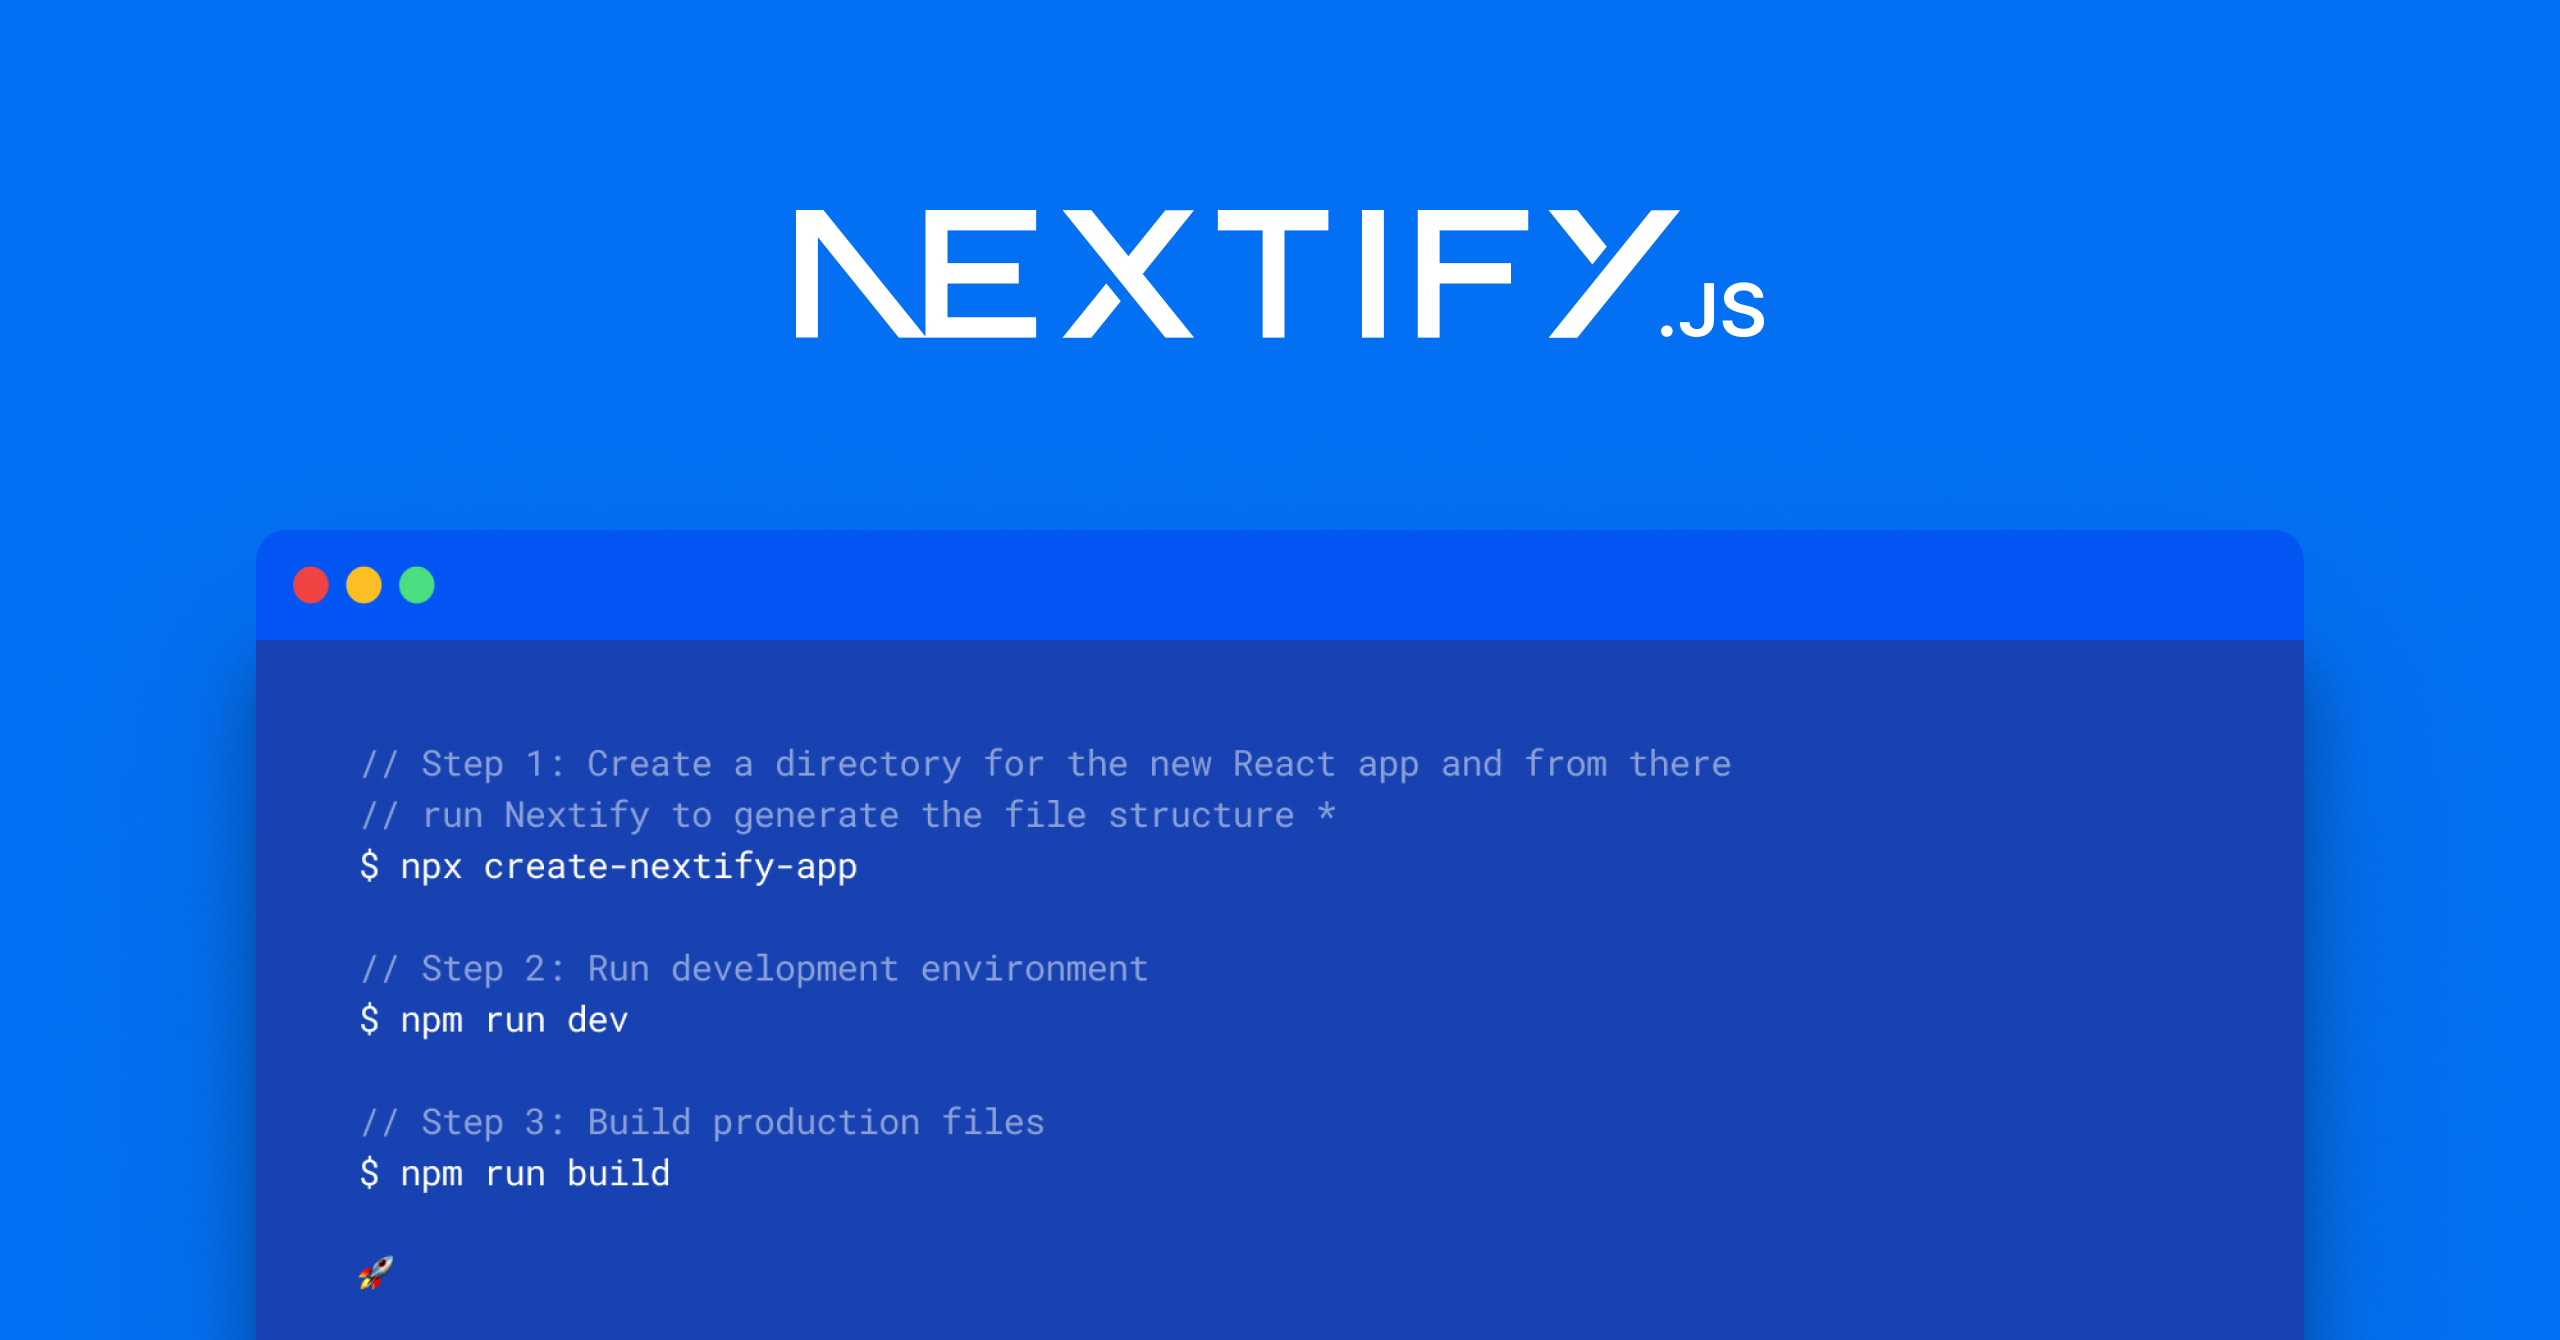 NEXTIFY.JS
// Step 1: Create a directory for the new React app and from there
// run Nextify to generate the file structure *
$ npx create-nextify-app
// Step 2: Run development environment
$ npm run dev
// Step 3: Build production files
$ npm run build
🚀